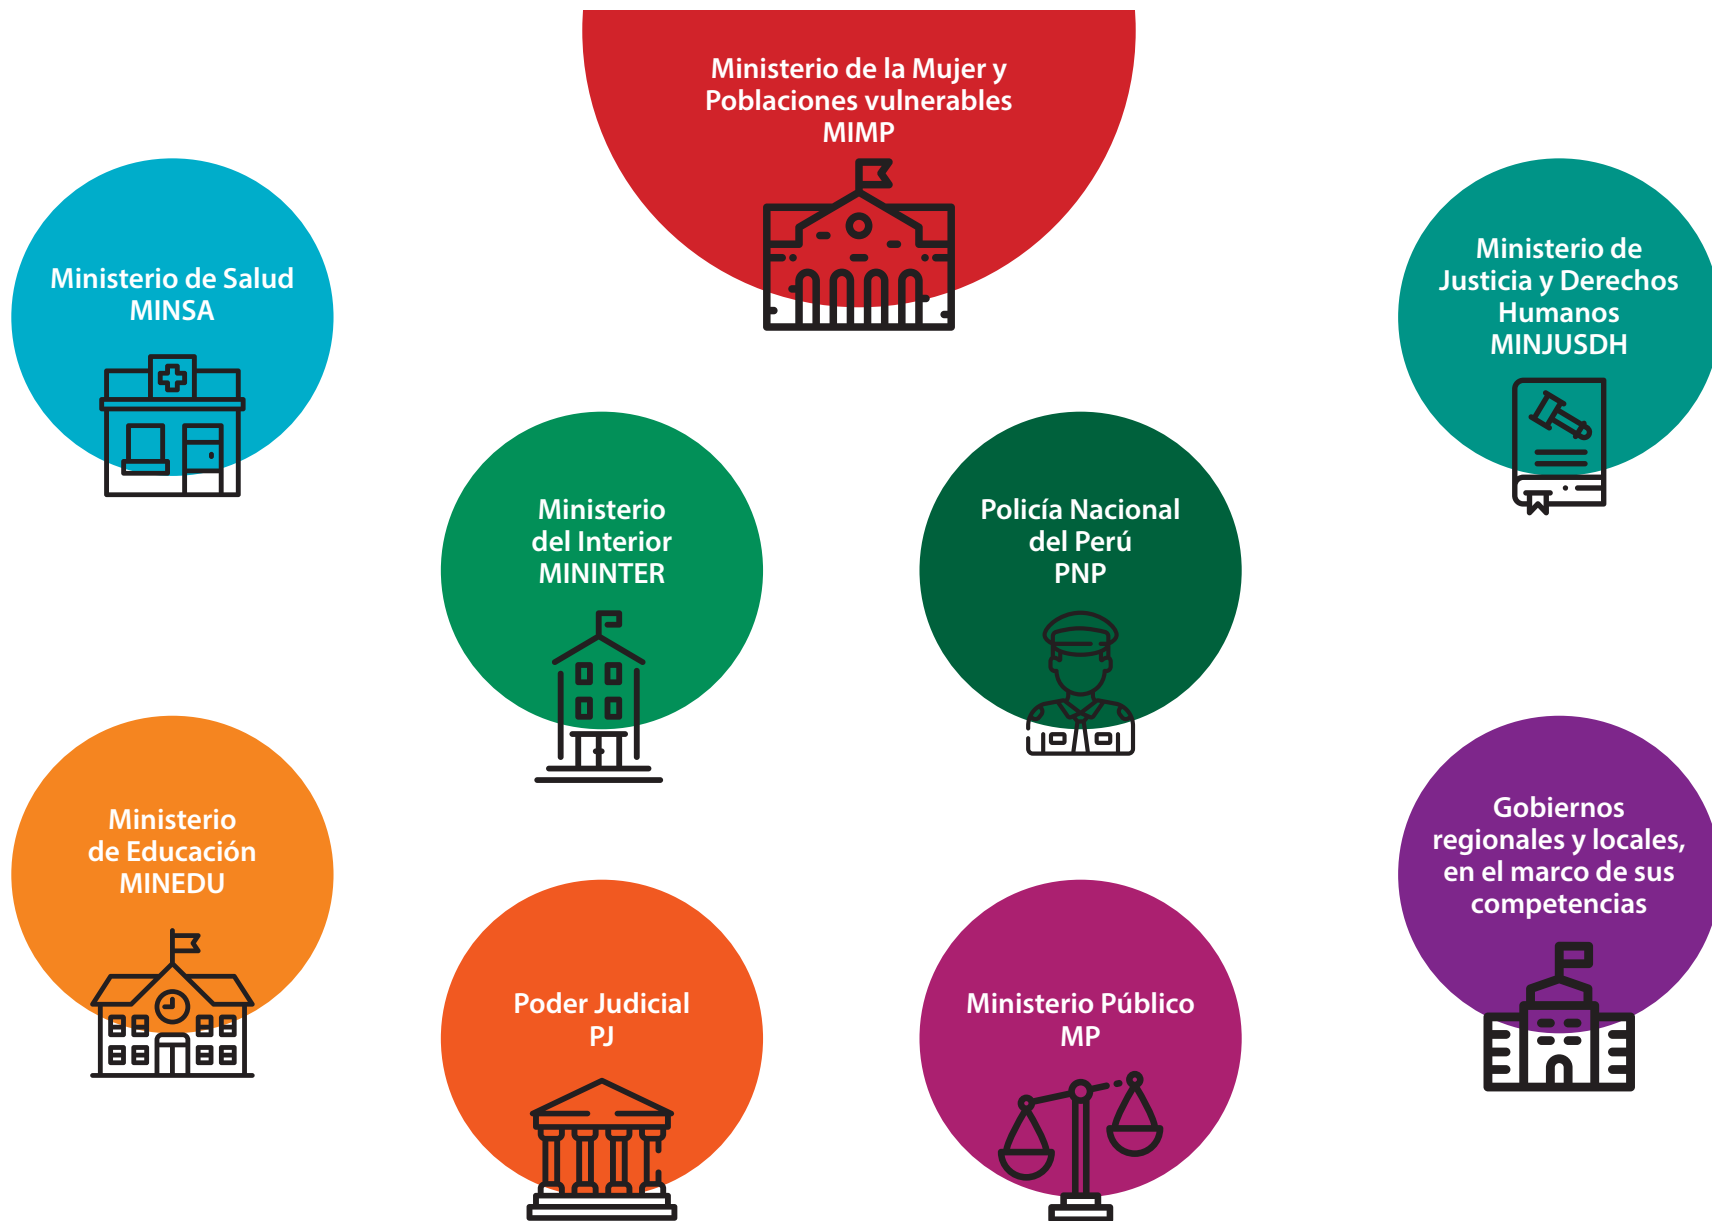 Ministerio de la Mujer y
Poblaciones vulnerables
MIMP
Ministerio de Salud
MINSA
Ministerio de
Justicia y Derechos
Humanos
MINJUSDH
Ministerio
del Interior
MININTER
Policía Nacional
del Perú
PNP
Ministerio
de Educación
MINEDU
Gobiernos
regionales y locales,
en el marco de sus
competencias
Poder Judicial
PJ
Ministerio Público
MP